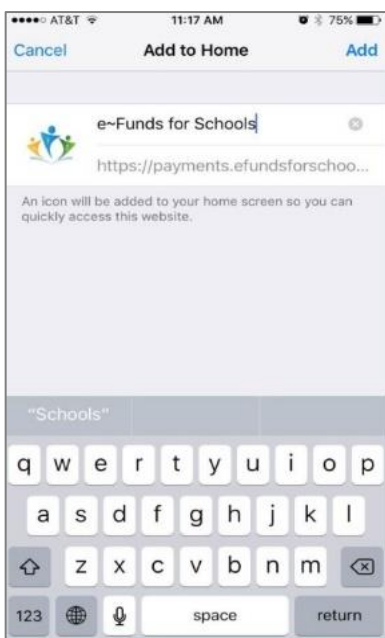 AT&T 11:17 AM 75%
Cancel Add to Home Add
e~Funds for Schools
https://payments.efundsforschoo...
An icon will be added to your home screen so you can
quickly access this website.
"Schools"
q w e r t y u i o p
a s d f g h j k l
z x c v b n m
123 space return